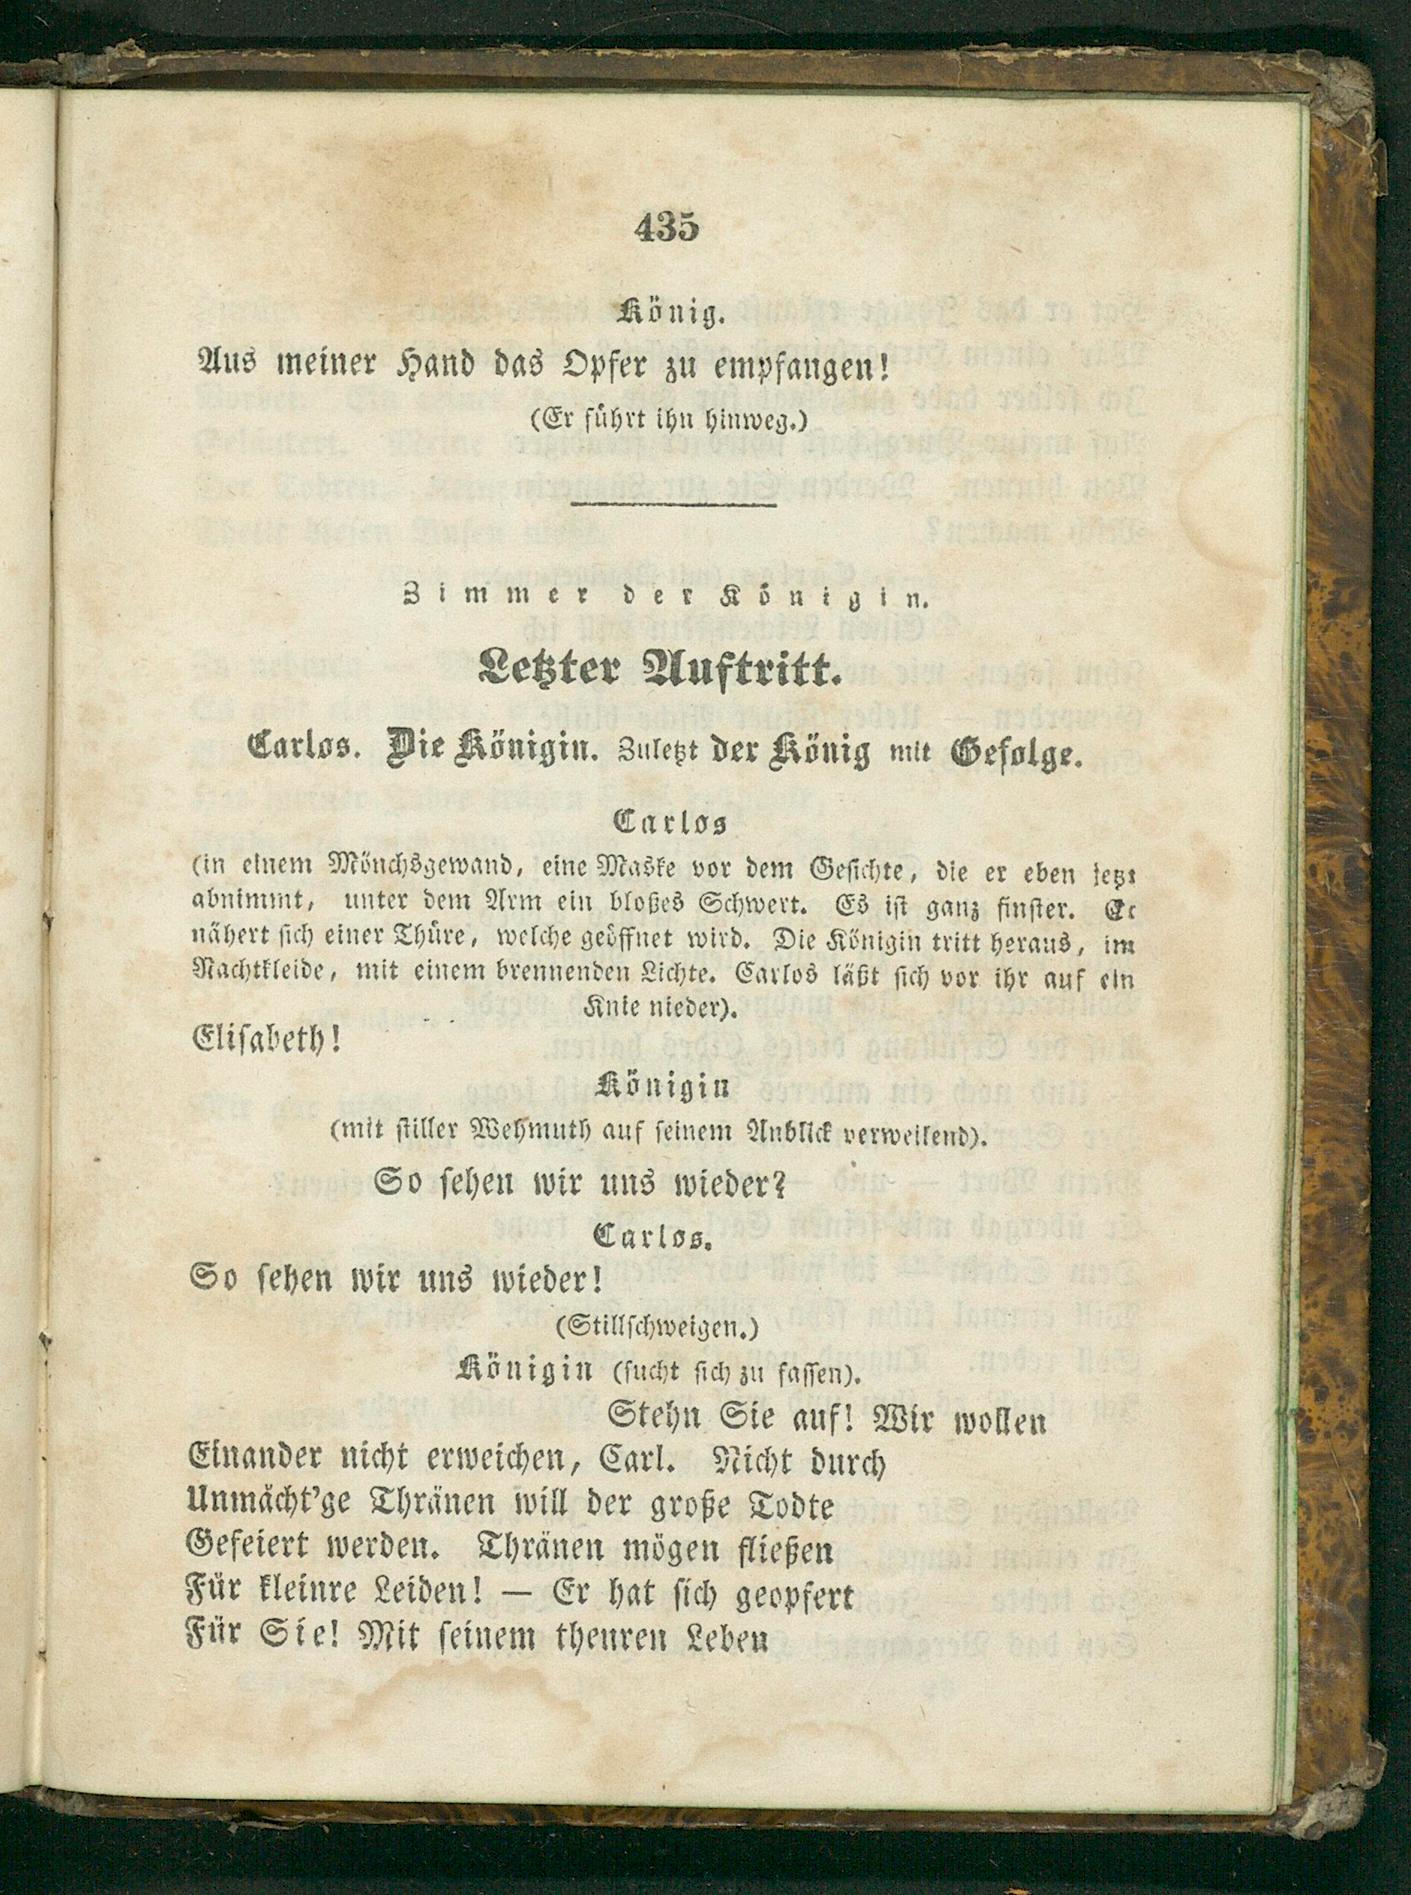 435
König.
Aus meiner Hand das Opfer zu empfangen!
(Er führt ihn hinweg.)
Zimmer der Königin.
Letzter Auftritt.
Carlos. Die Königin. Zuletzt der König mit Gefolge.
Carlos
(in einem Mönchsgewand, eine Maske vor dem Gesichte, die er eben jetzt
abnimmt, unter dem Arm ein bloßes Schwert. Es ist ganz finster. Er
nähert sich einer Thüre, welche geöffnet wird. Die Königin tritt heraus, im
Nachtkleide, mit einem brennenden Lichte. Carlos läßt sich vor ihr auf ein
Knie nieder).
Elisabeth!
Königin
(mit stiller Wehmuth auf seinem Anblick verweilend).
So sehen wir uns wieder?
Carlos.
So sehen wir uns wieder!
(Stillschweigen.)
Königin (sucht sich zu fassen).
Stehn Sie auf! Wir wollen
Einander nicht erweichen, Carl. Nicht durch
Unmächt'ge Thränen will der große Todte
Gefeiert werden. Thränen mögen fließen
Für kleinre Leiden! — Er hat sich geopfert
Für Sie! Mit seinem theuren Leben